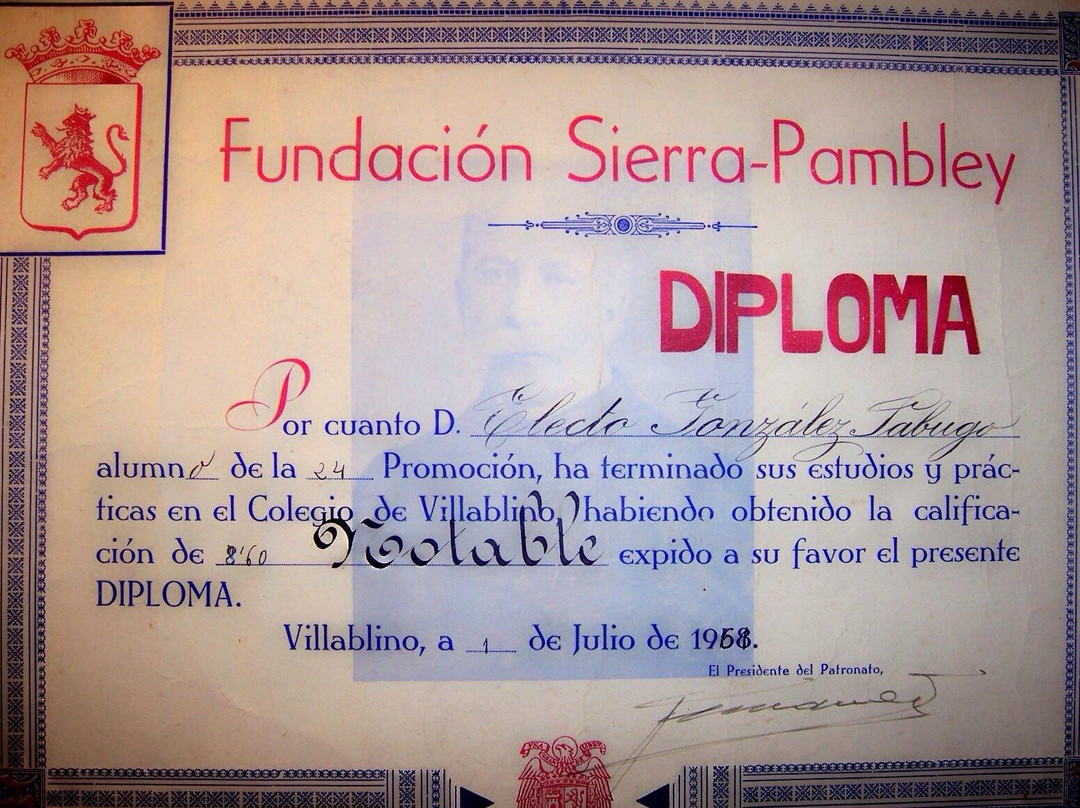 Fundación Sierra-Pambley
DIPLOMA
Por cuanto D. Electo González Tabugo
alumno de la 24 Promoción, ha terminado sus estudios y prác-
ticas en el Colegio de Villablino, habiendo obtenido la califica-
ción de 8'60 Notable expido a su favor el presente
DIPLOMA.
Villablino, a 1 de Julio de 196
El Presidente del Patronato,